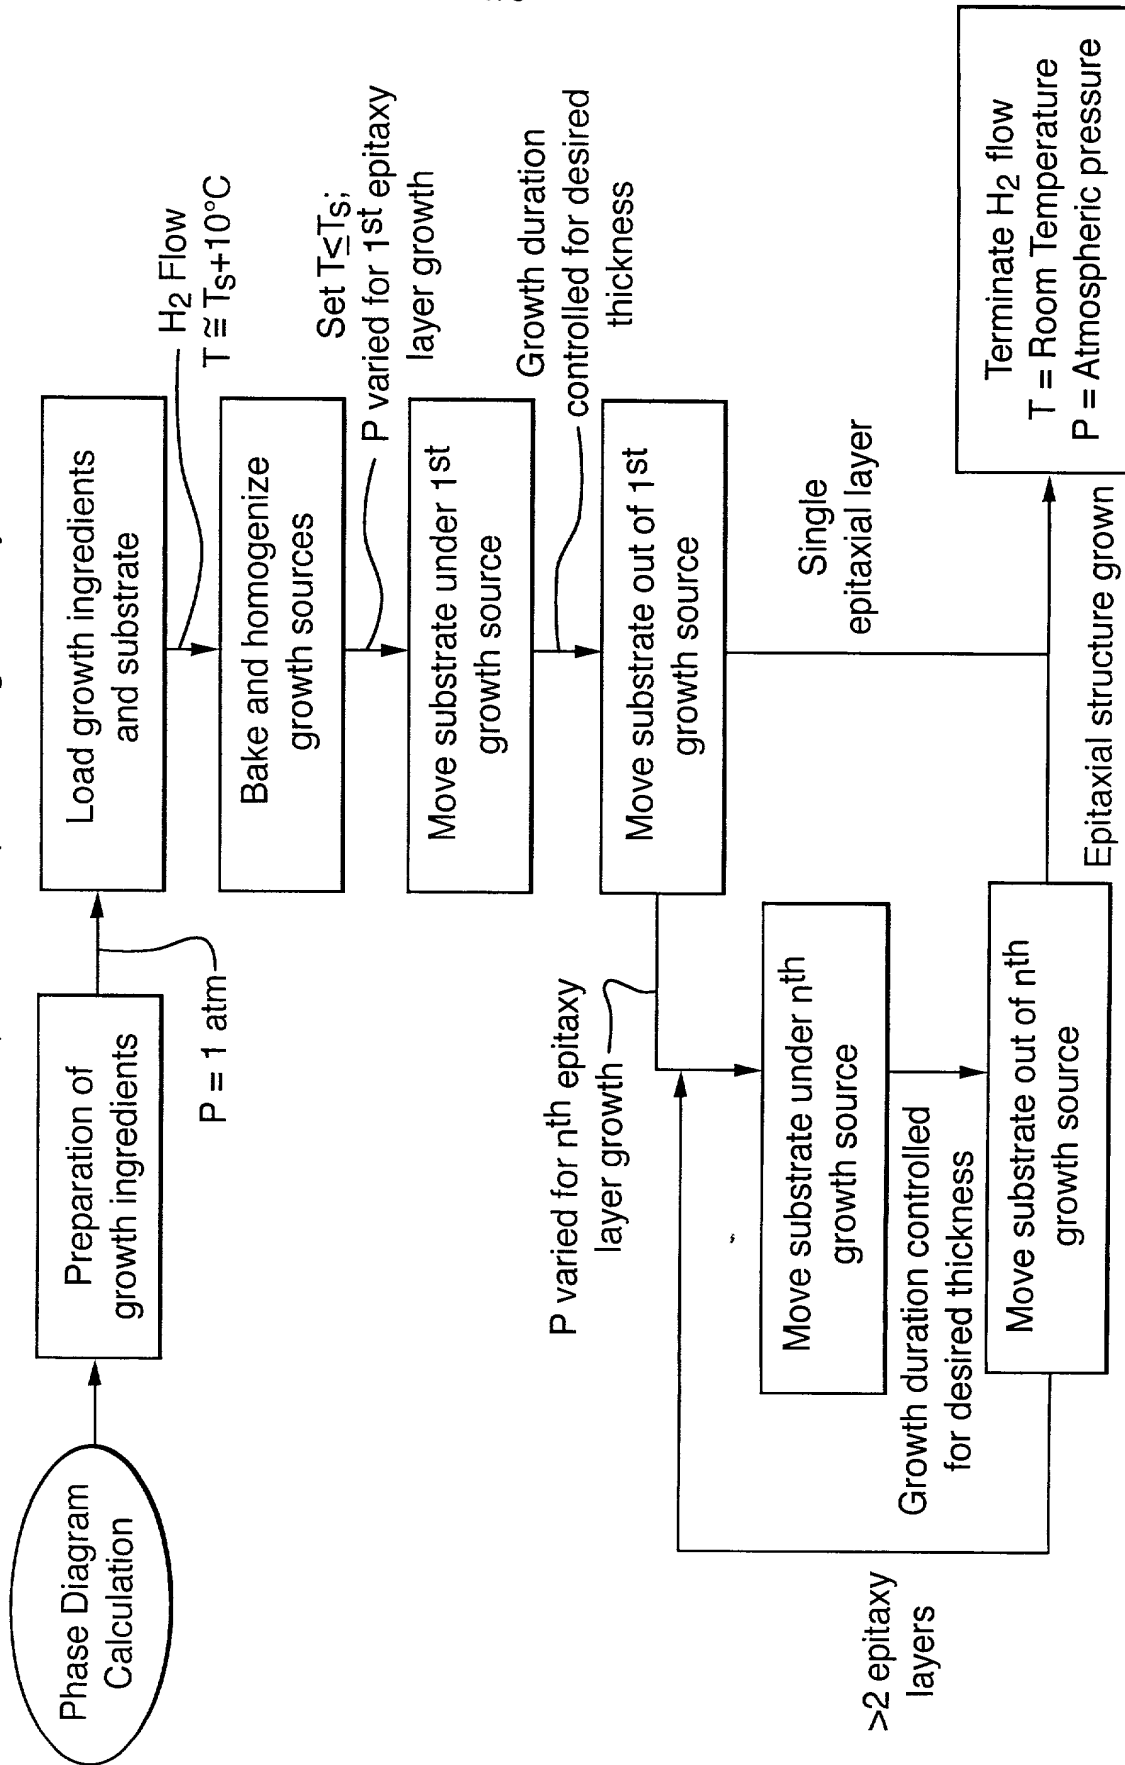 Phase Diagram
Calculation
Preparation of
growth ingredients
P = 1 atm
Load growth ingredients
and substrate
H2 Flow
T ≅ TS+10°C
Bake and homogenize
growth sources
Set T≤TS;
P varied for 1st epitaxy
layer growth
Move substrate under 1st
growth source
Growth duration
controlled for desired
thickness
Move substrate out of 1st
growth source
Single
epitaxial layer
P varied for nth epitaxy
layer growth
Move substrate under nth
growth source
Growth duration controlled
for desired thickness
Move substrate out of nth
growth source
>2 epitaxy
layers
Epitaxial structure grown
Terminate H2 flow
T = Room Temperature
P = Atmospheric pressure